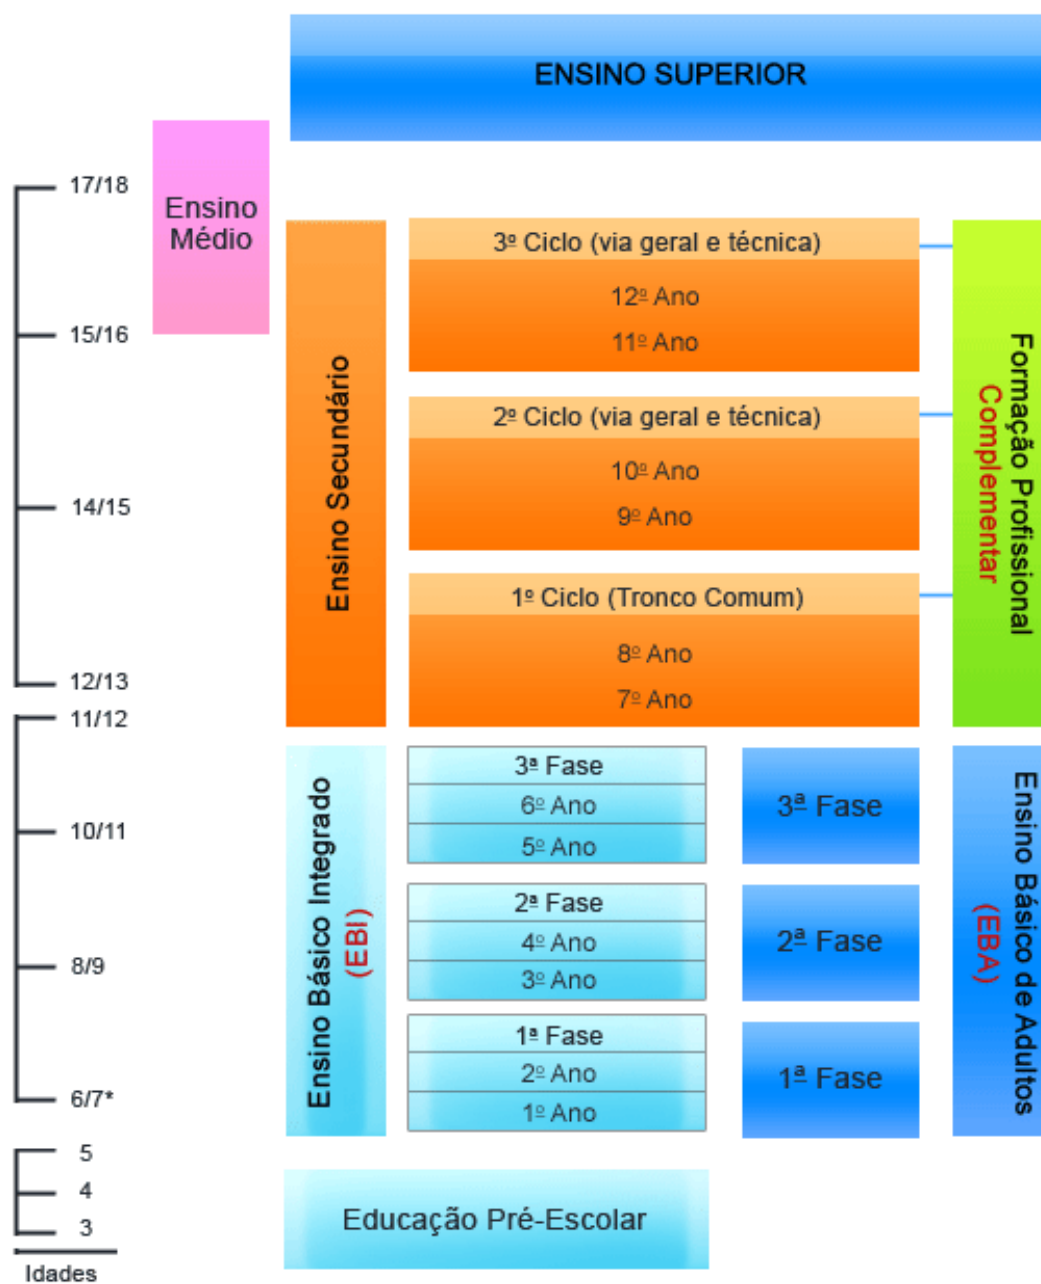 ENSINO SUPERIOR
17/18
Ensino
Médio
15/16
14/15
12/13
Ensino Secundário
3º Ciclo (via geral e técnica)
12º Ano
11º Ano
2º Ciclo (via geral e técnica)
10º Ano
9º Ano
1º Ciclo (Tronco Comum)
8º Ano
7º Ano
Formação Profissional
Complementar
11/12
10/11
8/9
6/7*
Ensino Básico Integrado
(EBI)
3ª Fase
6º Ano
5º Ano
2ª Fase
4º Ano
3º Ano
1ª Fase
2º Ano
1º Ano
3ª Fase
2ª Fase
1ª Fase
Ensino Básico de Adultos
(EBA)
5
4
3
Idades
Educação Pré-Escolar